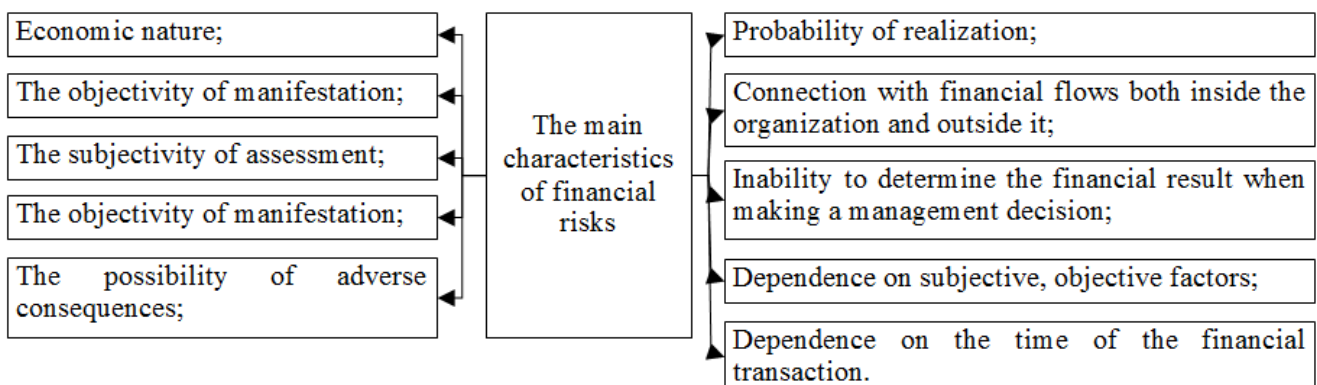 Economic nature;
The objectivity of manifestation;
The subjectivity of assessment;
The objectivity of manifestation;
The possibility of adverse
consequences;
The main
characteristics
of financial
risks
Probability of realization;
Connection with financial flows both inside the
organization and outside it;
Inability to determine the financial result when
making a management decision;
Dependence on subjective, objective factors;
Dependence on the time of the financial
transaction.